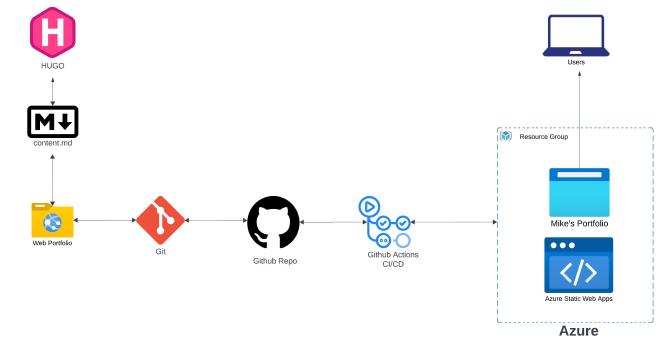 H
HUGO
M
content.md
Web Portfolio
Git
Github Repo
Github Actions
CI/CD
Users
Resource Group
Mike's Portfolio
</>
Azure Static Web Apps
Azure